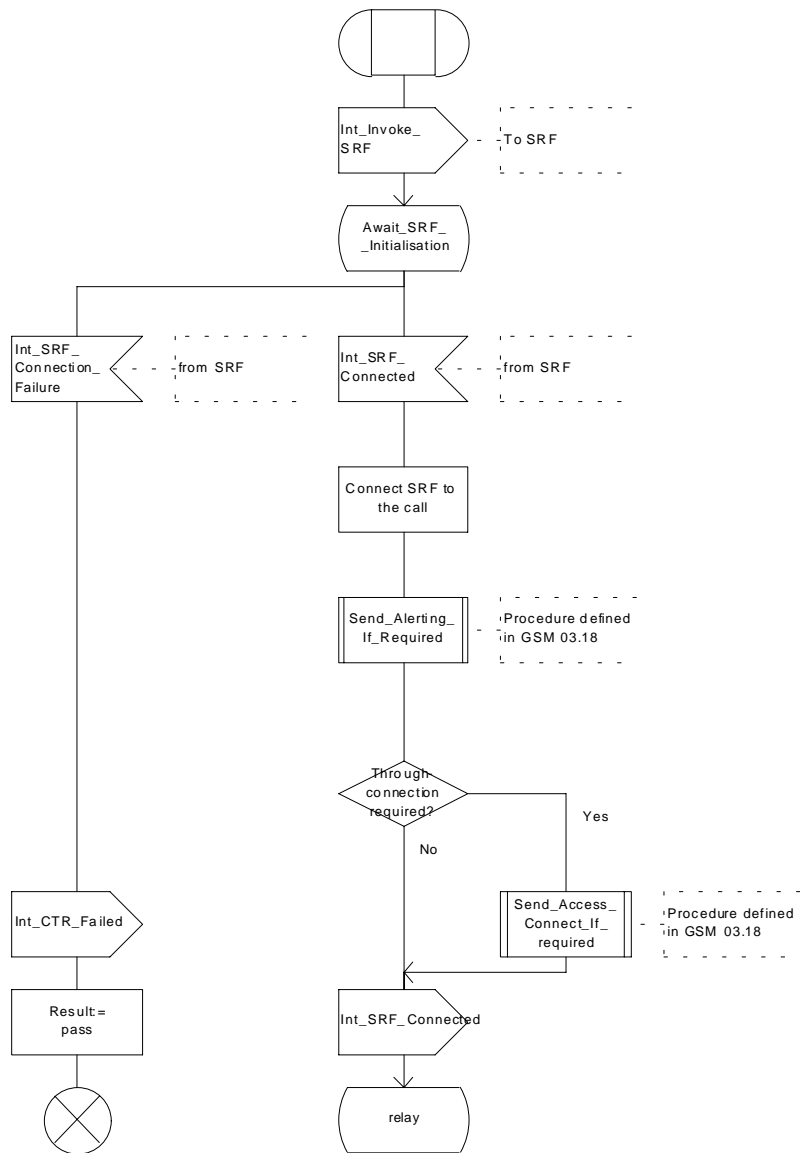 Int_Invoke_
SRF
To SRF
Await_SRF_
_Initialisation
Int_SRF_
Connection_
Failure
from SRF
Int_SRF_
Connected
from SRF
Connect SRF to
the call
Send_Alerting_
If_Required
Procedure defined
in GSM 03.18
Through-
connection
required?
Yes
No
Int_CTR_Failed
Send_Access_
Connect_If_
required
Procedure defined
in GSM 03.18
Result:=
pass
Int_SRF_Connected
relay